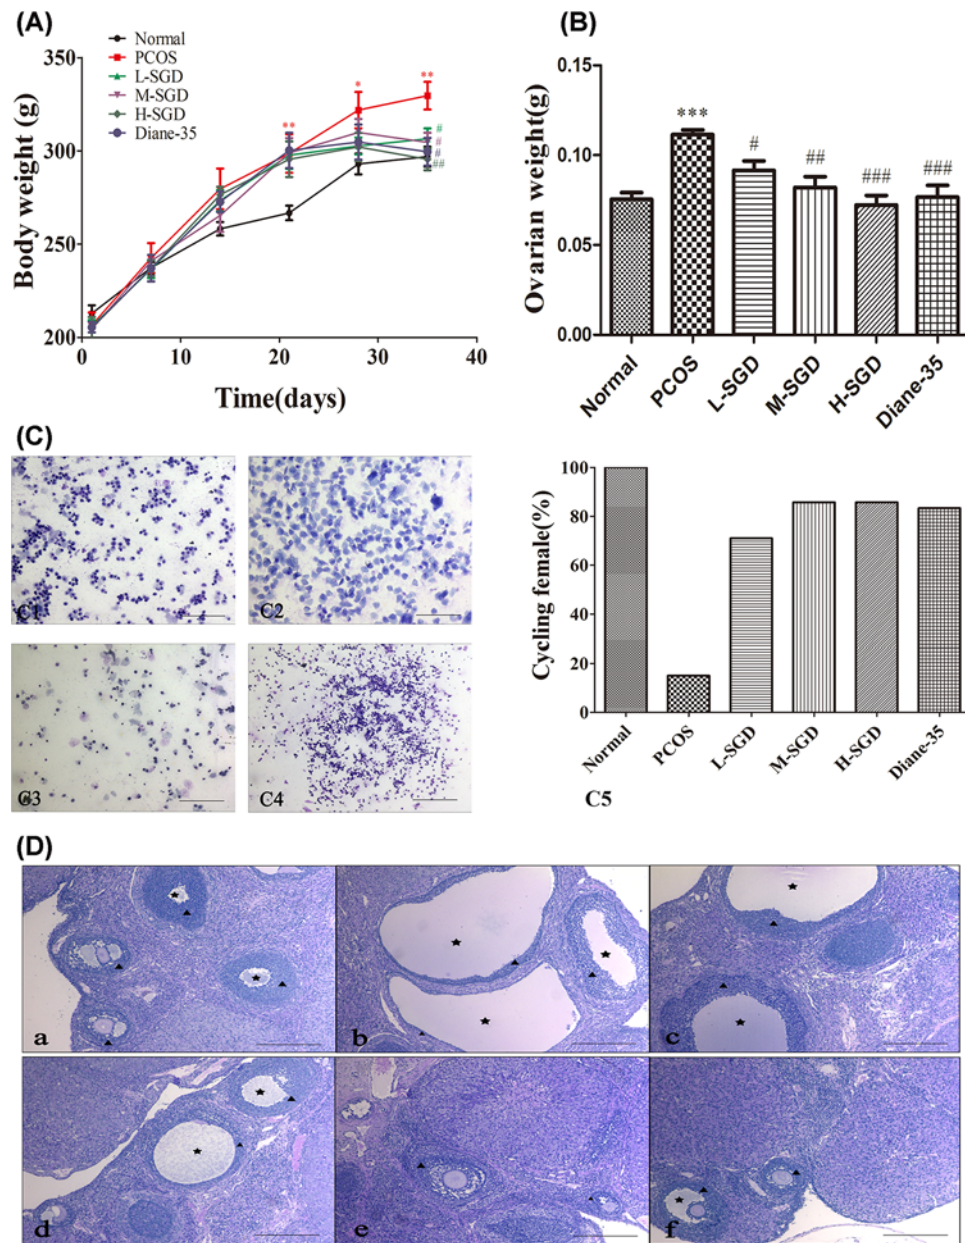 (A)
Normal
PCOS
L-SGD
M-SGD
H-SGD
Diane-35
350
300
250
200
Body weight (g)
**
*
**
#
#
#
##
0
10
20
30
40
Time(days)
(B)
0.15
0.10
0.05
0.00
Ovarian weight(g)
***
#
##
###
###
Normal
PCOS
L-SGD
M-SGD
H-SGD
Diane-35
(C)
C1
C2
C3
C4
100
80
60
40
20
0
Cycling female(%)
Normal
PCOS
L-SGD
M-SGD
H-SGD
Diane-35
C5
(D)
a
b
c
d
e
f